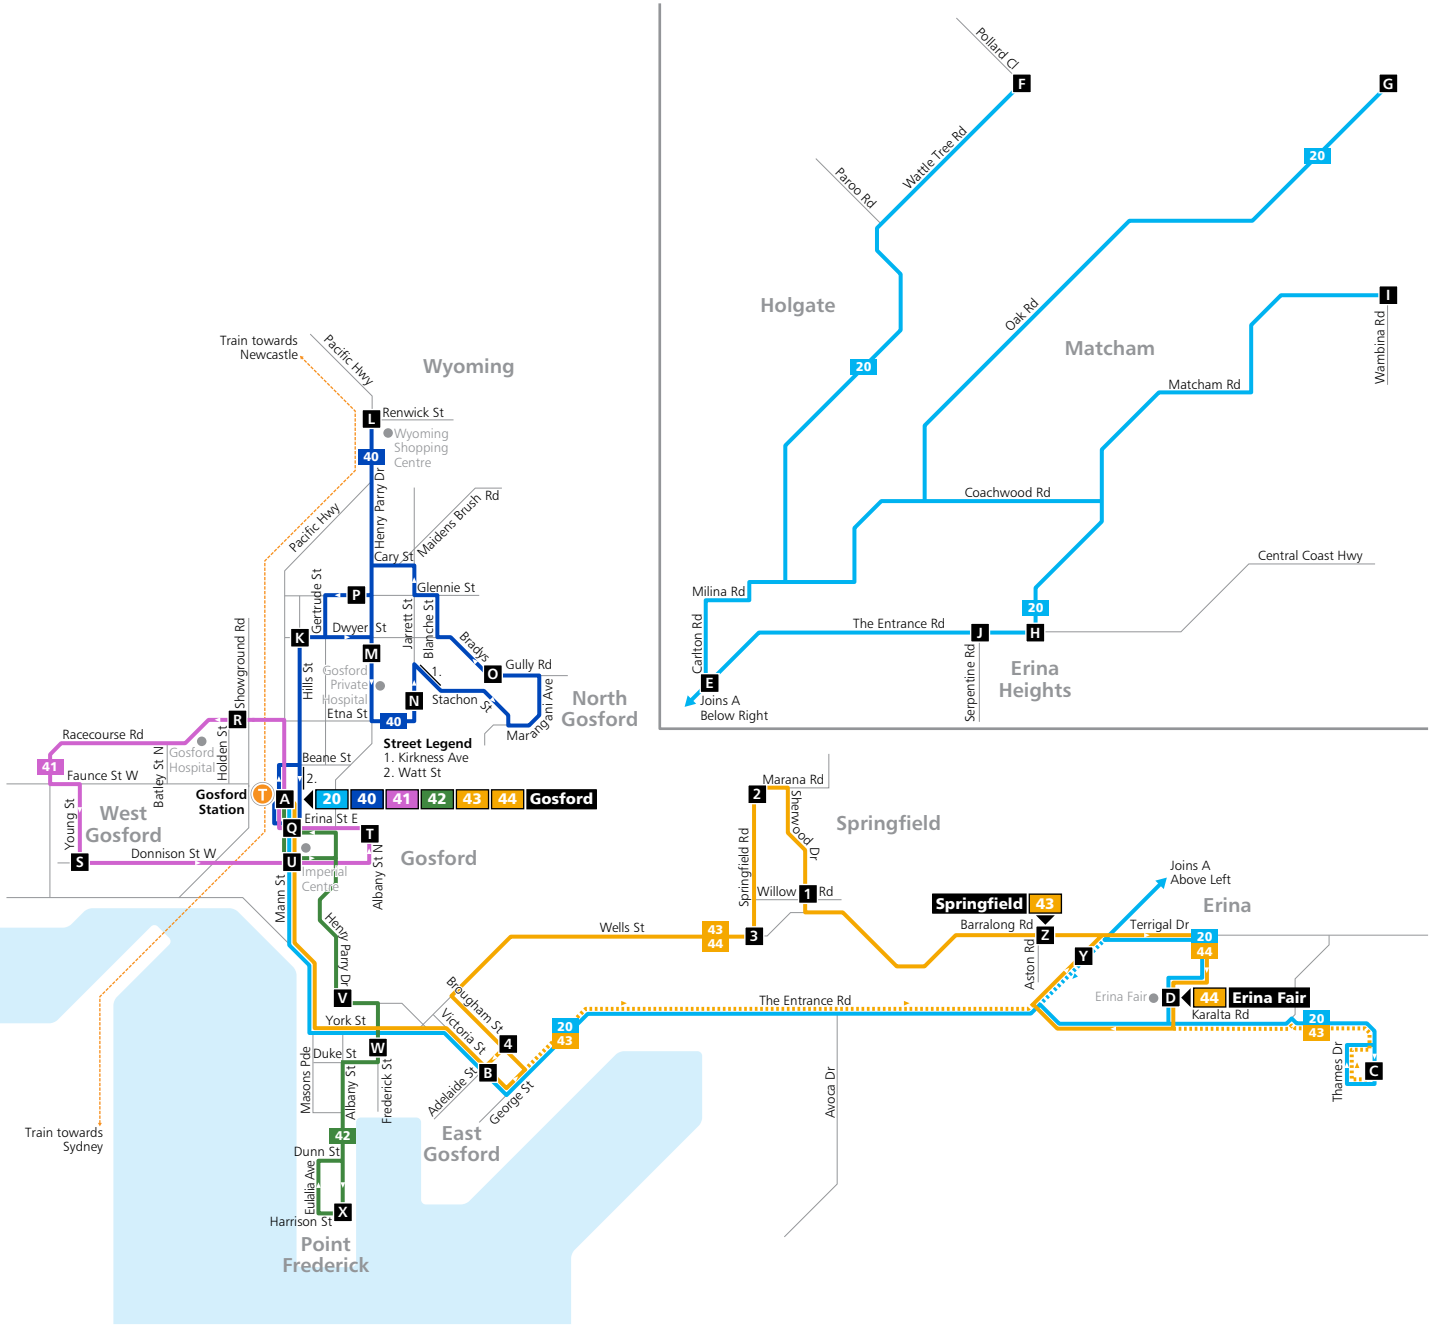 Pollard Cl
F
G
Wattle Tree Rd
20
Paroo Rd
Holgate
I
Oak Rd
Wambina Rd
Matcham
20
Matcham Rd
Coachwood Rd
Central Coast Hwy
Milina Rd
20
The Entrance Rd
J
H
Carlton Rd
Serpentine Rd
Erina
Heights
E
Joins A
Below Right
Train towards
Newcastle
Pacific Hwy
Wyoming
L
Renwick St
Wyoming
Shopping
Centre
40
Henry Parry Dr
Maidens Brush Rd
Pacific Hwy
Cary St
Glennie St
P
Gertrude St
Jarrett St
Blanche St
K
Dwyer St
Bradys
Gully Rd
M
O
1.
Showground Rd
Hills St
Gosford
Private
Hospital
N
Stachon St
Marangani Ave
North
Gosford
R
Etna St
40
Racecourse Rd
Holden St
Street Legend
1. Kirkness Ave
2. Watt St
Gosford
Hospital
Batley St N
Beane St
2.
41
Faunce St W
Gosford
Station
T
A
20
40
41
42
43
44
Gosford
West
Gosford
Young St
Erina St E
Q
T
Donnison St W
S
U
Imperial
Centre
Gosford
Albany St N
Mann St
Henry Parry Dr
V
York St
Duke St
W
Masons Pde
Albany St
Frederick St
42
Dunn St
Eulalia Ave
X
Harrison St
Point
Frederick
Train towards
Sydney
Marana Rd
2
Sherwood Dr
Springfield
Springfield Rd
Willow Rd
1
Wells St
43
44
3
Springfield
43
Barralong Rd
Z
Terrigal Dr
Joins A
Above Left
Erina
20
44
Aston Rd
Y
Erina Fair
D
44
Erina Fair
Karalta Rd
20
43
Thames Dr
C
The Entrance Rd
Avoca Dr
Brougham St
Victoria St
4
20
43
B
Adelaide St
George St
East
Gosford